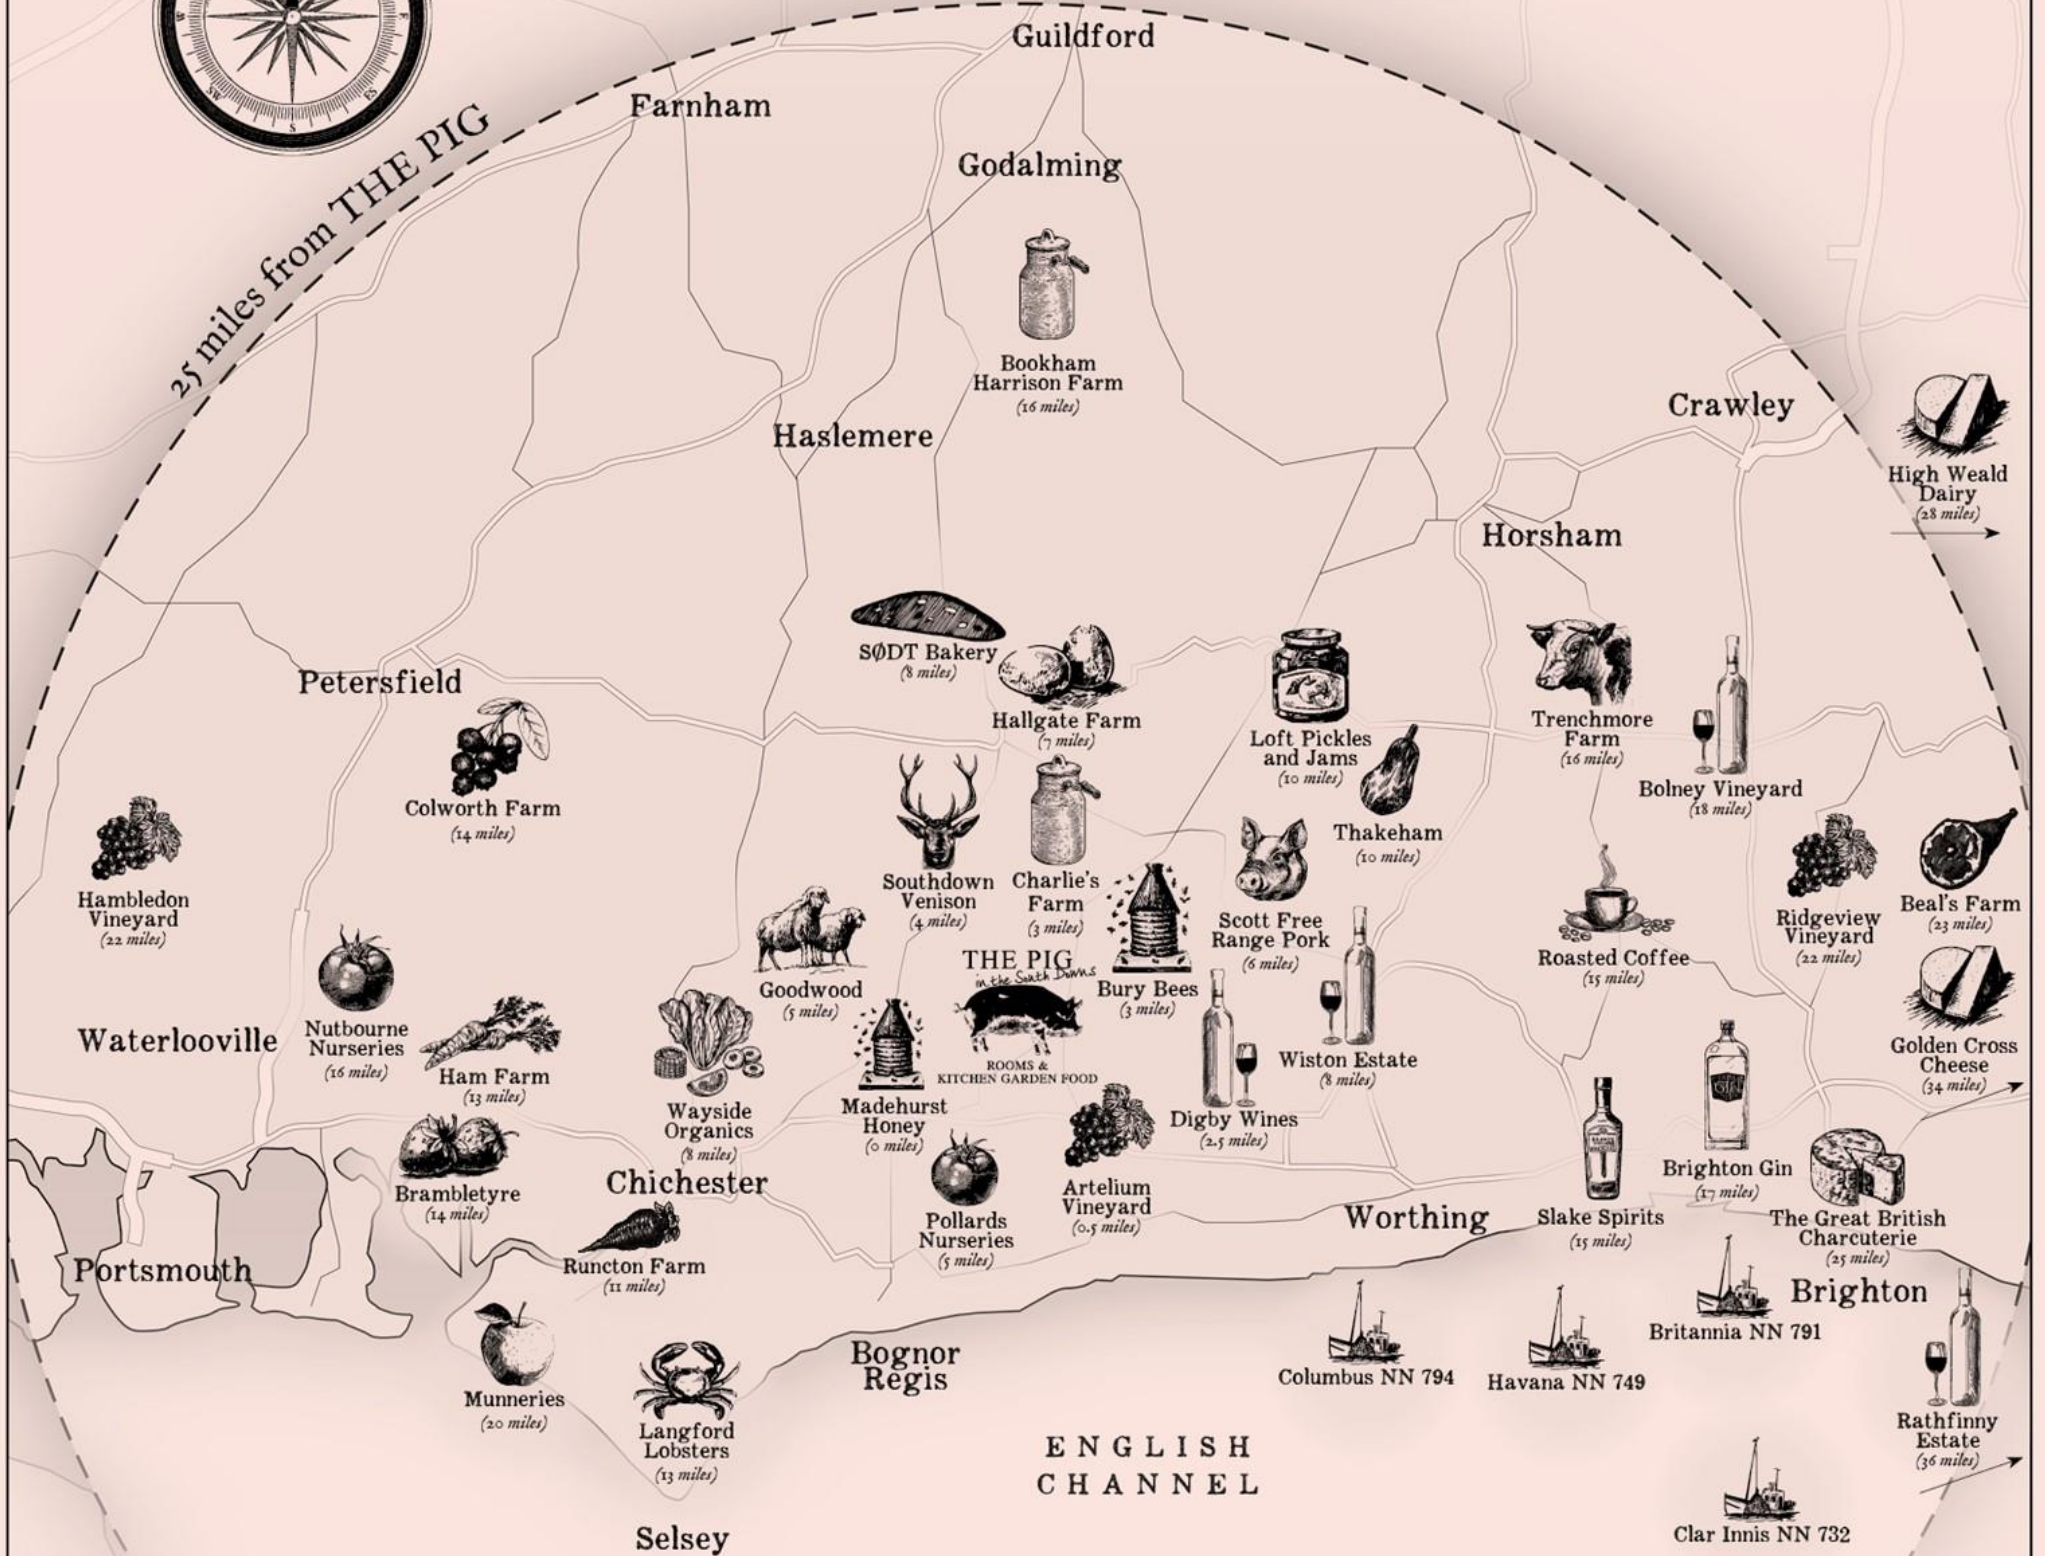 SW
S
ES
25 miles from THE PIG
Guildford
Farnham
Godalming
Bookham
Harrison Farm
(16 miles)
Haslemere
Crawley
High Weald
Dairy
(28 miles)
Horsham
SØDT Bakery
(8 miles)
Hallgate Farm
(7 miles)
Petersfield
Colworth Farm
(14 miles)
Loft Pickles
and Jams
(10 miles)
Trenchmore
Farm
(16 miles)
Bolney Vineyard
(18 miles)
Thakeham
(10 miles)
Hambledon
Vineyard
(22 miles)
Southdown
Venison
(4 miles)
Charlie's
Farm
(3 miles)
Scott Free
Range Pork
(6 miles)
Roasted Coffee
(15 miles)
Ridgeview
Vineyard
(22 miles)
Beal's Farm
(23 miles)
Goodwood
(5 miles)
THE PIG
in the South Downs
ROOMS &
KITCHEN GARDEN FOOD
Bury Bees
(3 miles)
Waterlooville
Nutbourne
Nurseries
(16 miles)
Ham Farm
(13 miles)
Wiston Estate
(8 miles)
Golden Cross
Cheese
(34 miles)
Wayside
Organics
(8 miles)
Madehurst
Honey
(0 miles)
Digby Wines
(2.5 miles)
GIN
Brighton Gin
(17 miles)
Brambletyre
(14 miles)
Chichester
Pollards
Nurseries
(5 miles)
Artelium
Vineyard
(0.5 miles)
Worthing
Slake Spirits
(15 miles)
The Great British
Charcuterie
(25 miles)
Portsmouth
Runcton Farm
(11 miles)
Brighton
Britannia NN 791
Munneries
(20 miles)
Bognor
Regis
Columbus NN 794
Havana NN 749
Langford
Lobsters
(13 miles)
ENGLISH
CHANNEL
Rathfinny
Estate
(36 miles)
Selsey
Clar Innis NN 732